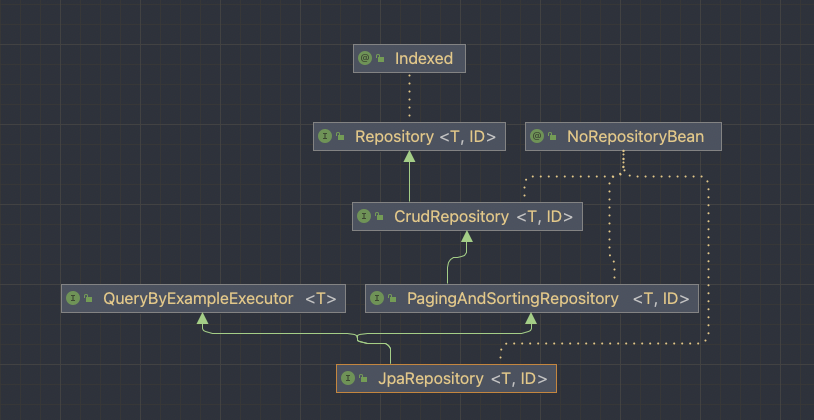 @ Indexed
I Repository <T, ID>
@ NoRepositoryBean
I CrudRepository <T, ID>
I QueryByExampleExecutor <T>
I PagingAndSortingRepository <T, ID>
I JpaRepository <T, ID>